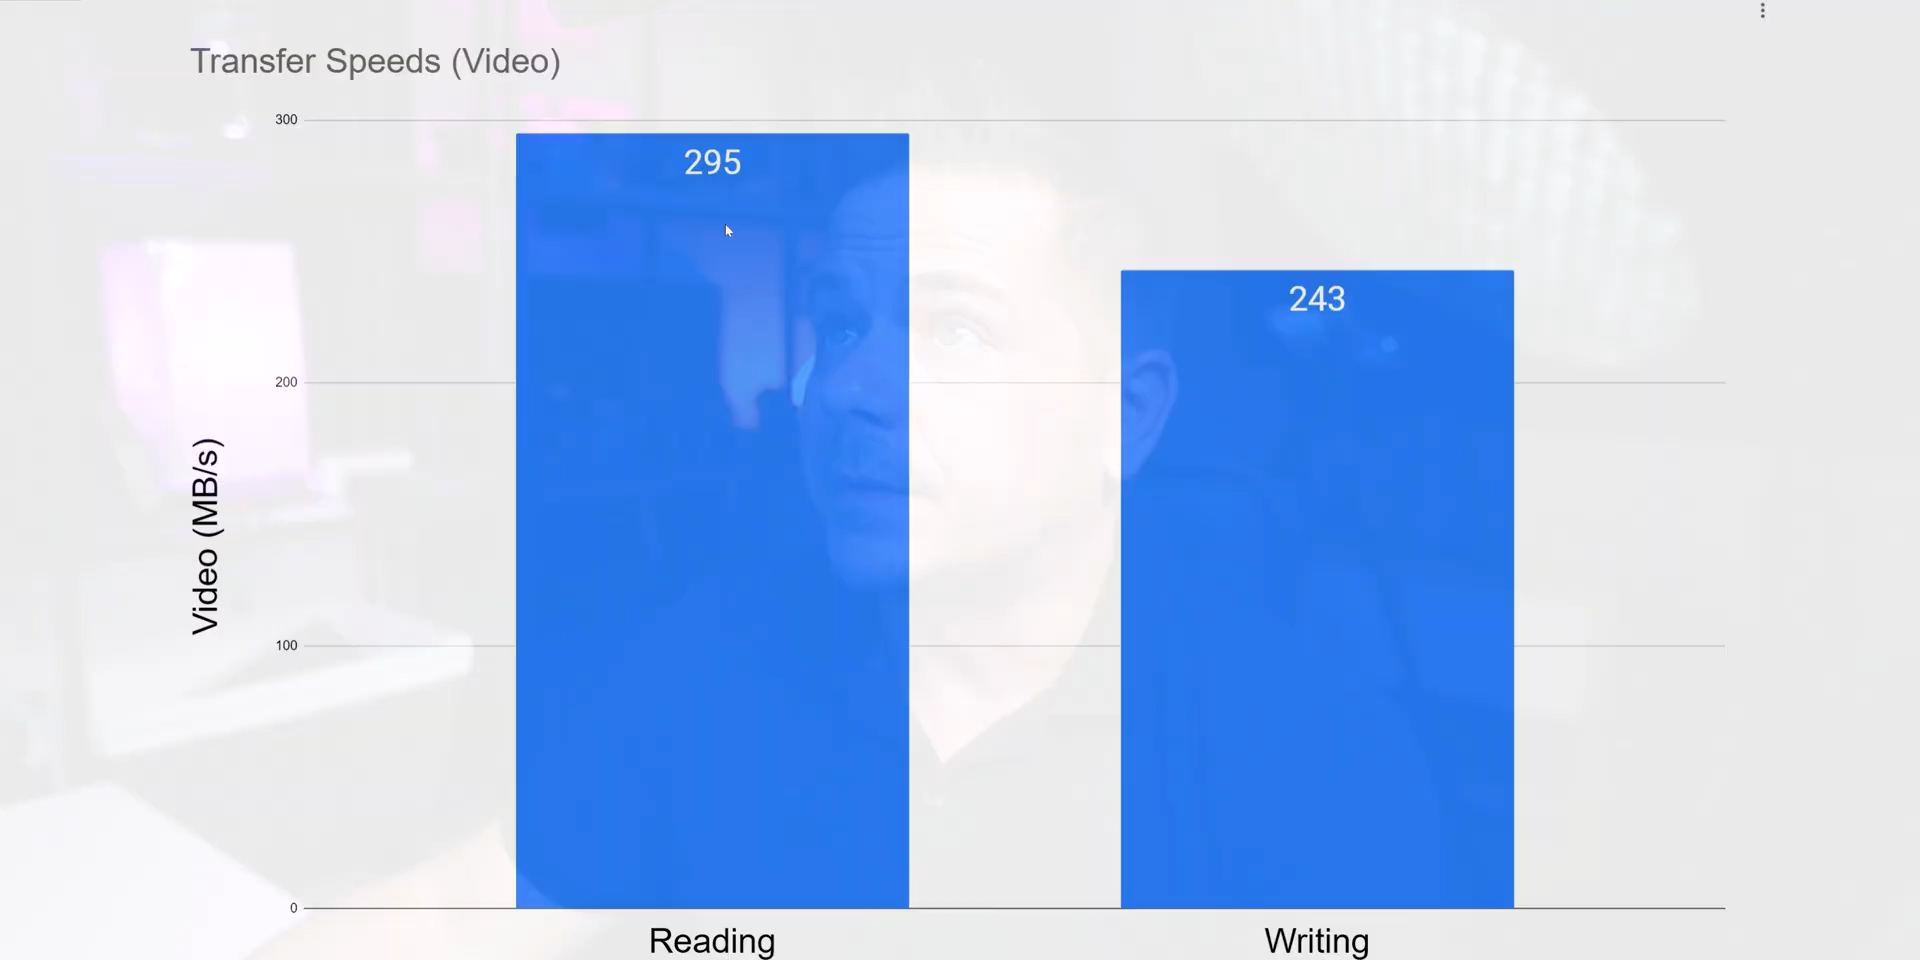 Transfer Speeds (Video)
300
295
243
200
Video (MB/s)
100
0
Reading
Writing